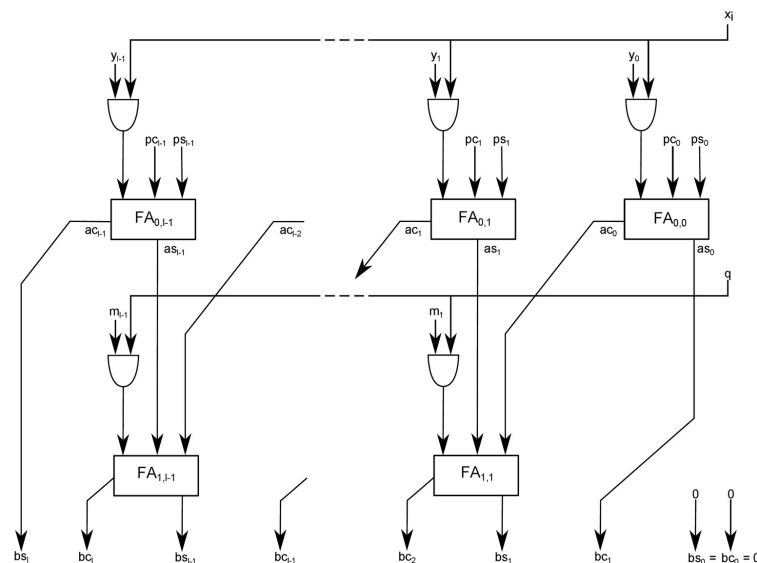 xᵢ
yₗ₋₁ y₁ y₀
pcₗ₋₁ psₗ₋₁ pc₁ ps₁ pc₀ ps₀
FA₀,ₗ₋₁ FA₀,₁ FA₀,₀
acₗ₋₁ acₗ₋₂ ac₁ ac₀
asₗ₋₁ as₁ as₀
q
mₗ₋₁ m₁
FA₁,ₗ₋₁ FA₁,₁
0 0
bsₗ bcₗ bsₗ₋₁ bcₗ₋₁ bc₂ bs₁ bc₁ bs₀ = bc₀ = 0